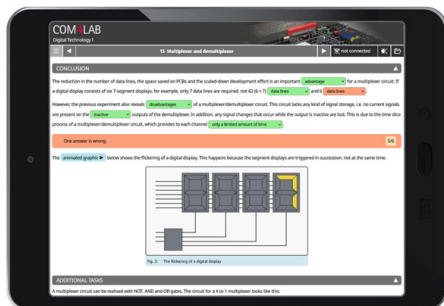 COM4LAB
Digital Technology I
13 Multiplexer and demultiplexer
not connected
CONCLUSION
The reduction in the number of data lines, the space saved on PCBs and the scaled-down development effort is an important advantage for a multiplexer circuit. If
a digital display consists of six 7-segment displays, for example, only 7 data lines are required, not 42 (6 × 7) data lines and 6 data lines .
However, the previous experiment also reveals disadvantages of a multiplexer/demultiplexer circuit. This circuit lacks any kind of signal storage, i.e. no current signals
are present on the inactive outputs of the demultiplexer. In addition, any signal changes that occur while the output is inactive are lost. This is due to the time slice
process of a multiplexer/demultiplexer circuit, which provides to each channel only a limited amount of time .
One answer is wrong. 5/6
The animated graphic ► below shows the flickering of a digital display. This happens because the segment displays are triggered in succession, not at the same time.
Fig. 3: The flickering of a digital display
ADDITIONAL TASKS
A multiplexer circuit can be realised with NOT, AND and OR gates. The circuit for a 4 to 1 multiplexer looks like this: